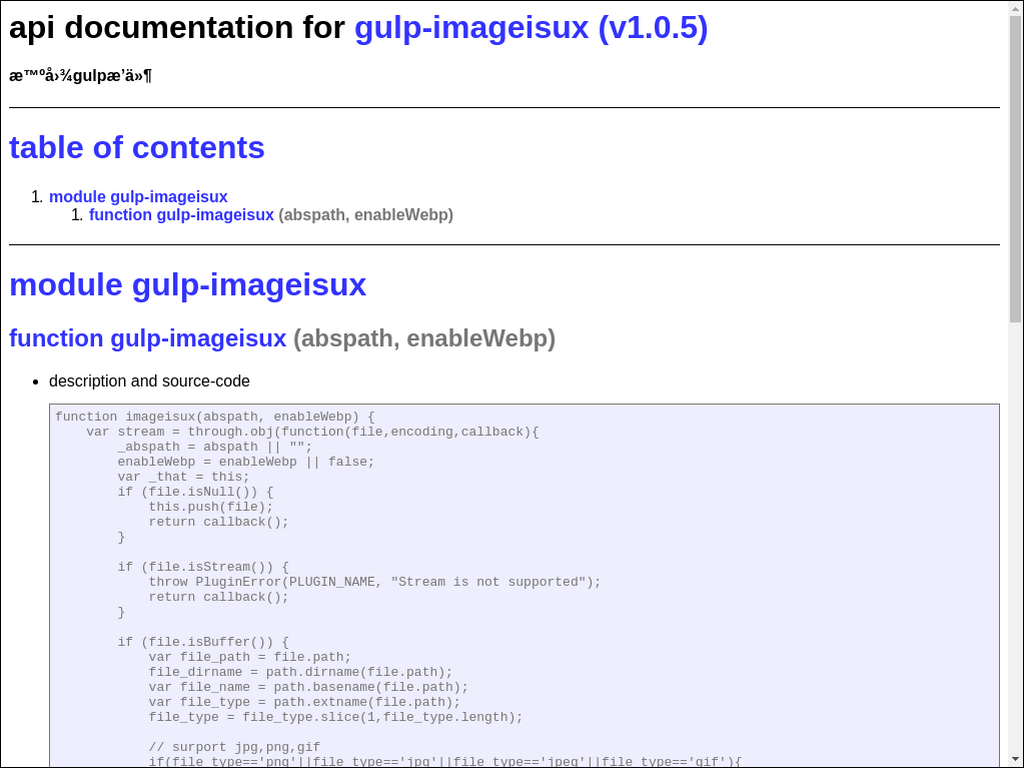 api documentation for gulp-imageisux (v1.0.5)
æ™ºå›¾gulpæ’ä»¶
table of contents
1. module gulp-imageisux
1. function gulp-imageisux (abspath, enableWebp)
module gulp-imageisux
function gulp-imageisux (abspath, enableWebp)
• description and source-code
function imageisux(abspath, enableWebp) {
    var stream = through.obj(function(file,encoding,callback){
        _abspath = abspath || "";
        enableWebp = enableWebp || false;
        var _that = this;
        if (file.isNull()) {
            this.push(file);
            return callback();
        }
        if (file.isStream()) {
            throw PluginError(PLUGIN_NAME, "Stream is not supported");
            return callback();
        }
        if (file.isBuffer()) {
            var file_path = file.path;
            file_dirname = path.dirname(file.path);
            var file_name = path.basename(file.path);
            var file_type = path.extname(file.path);
            file_type = file_type.slice(1,file_type.length);
            // surport jpg,png,gif
            if(file_type=='png'||file_type=='jpg'||file_type=='jpeg'||file_type=='gif'){